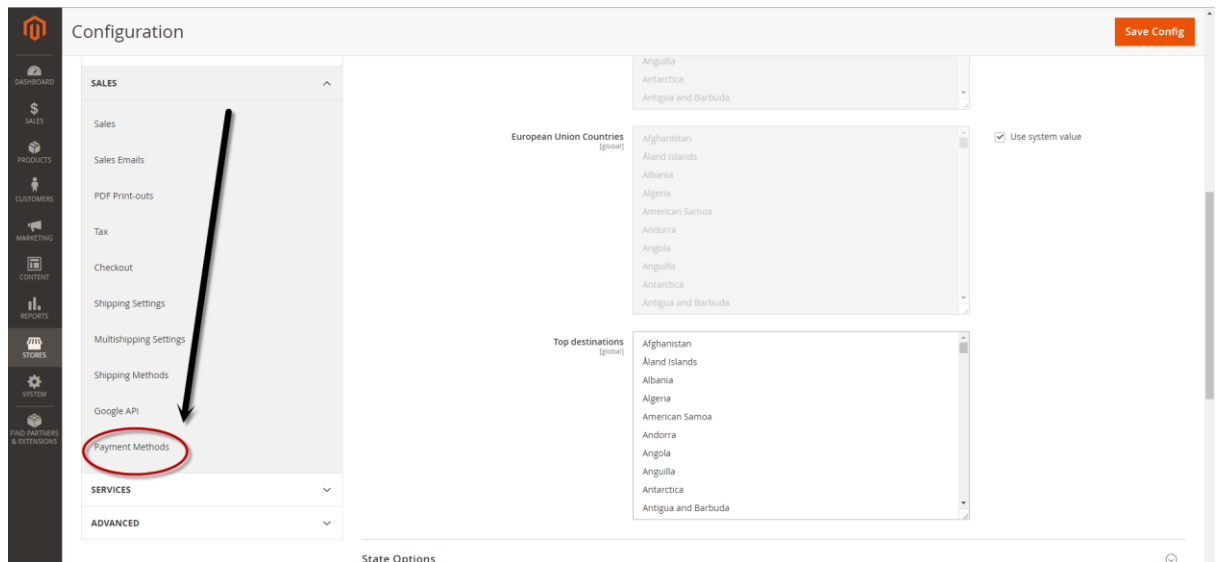 Configuration
Save Config
DASHBOARD
$
SALES
PRODUCTS
CUSTOMERS
MARKETING
CONTENT
REPORTS
STORES
SYSTEM
FIND PARTNERS
& EXTENSIONS
SALES
Sales
Sales Emails
PDF Print-outs
Tax
Checkout
Shipping Settings
Multishipping Settings
Shipping Methods
Google API
Payment Methods
SERVICES
ADVANCED
Anguilla
Antarctica
Antigua and Barbuda
European Union Countries
[global]
Afghanistan
Åland Islands
Albania
Algeria
American Samoa
Andorra
Angola
Anguilla
Antarctica
Antigua and Barbuda
Use system value
Top destinations
[global]
Afghanistan
Åland Islands
Albania
Algeria
American Samoa
Andorra
Angola
Anguilla
Antarctica
Antigua and Barbuda
State Options